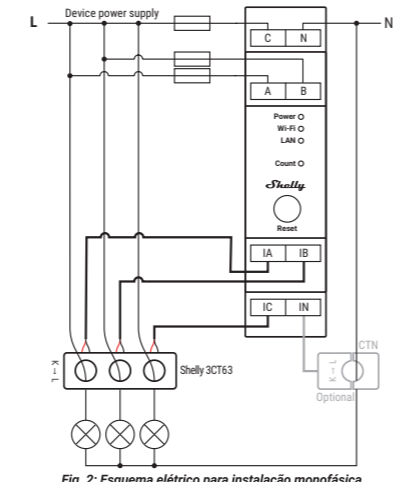 L
Device power supply
N
C N
A B
Power
Wi-Fi
LAN
Count
Shelly
Reset
IA IB
IC IN
K → L
Shelly 3CT63
CTN
K → L
Optional
Fig. 2: Esquema elétrico para instalação monofásica